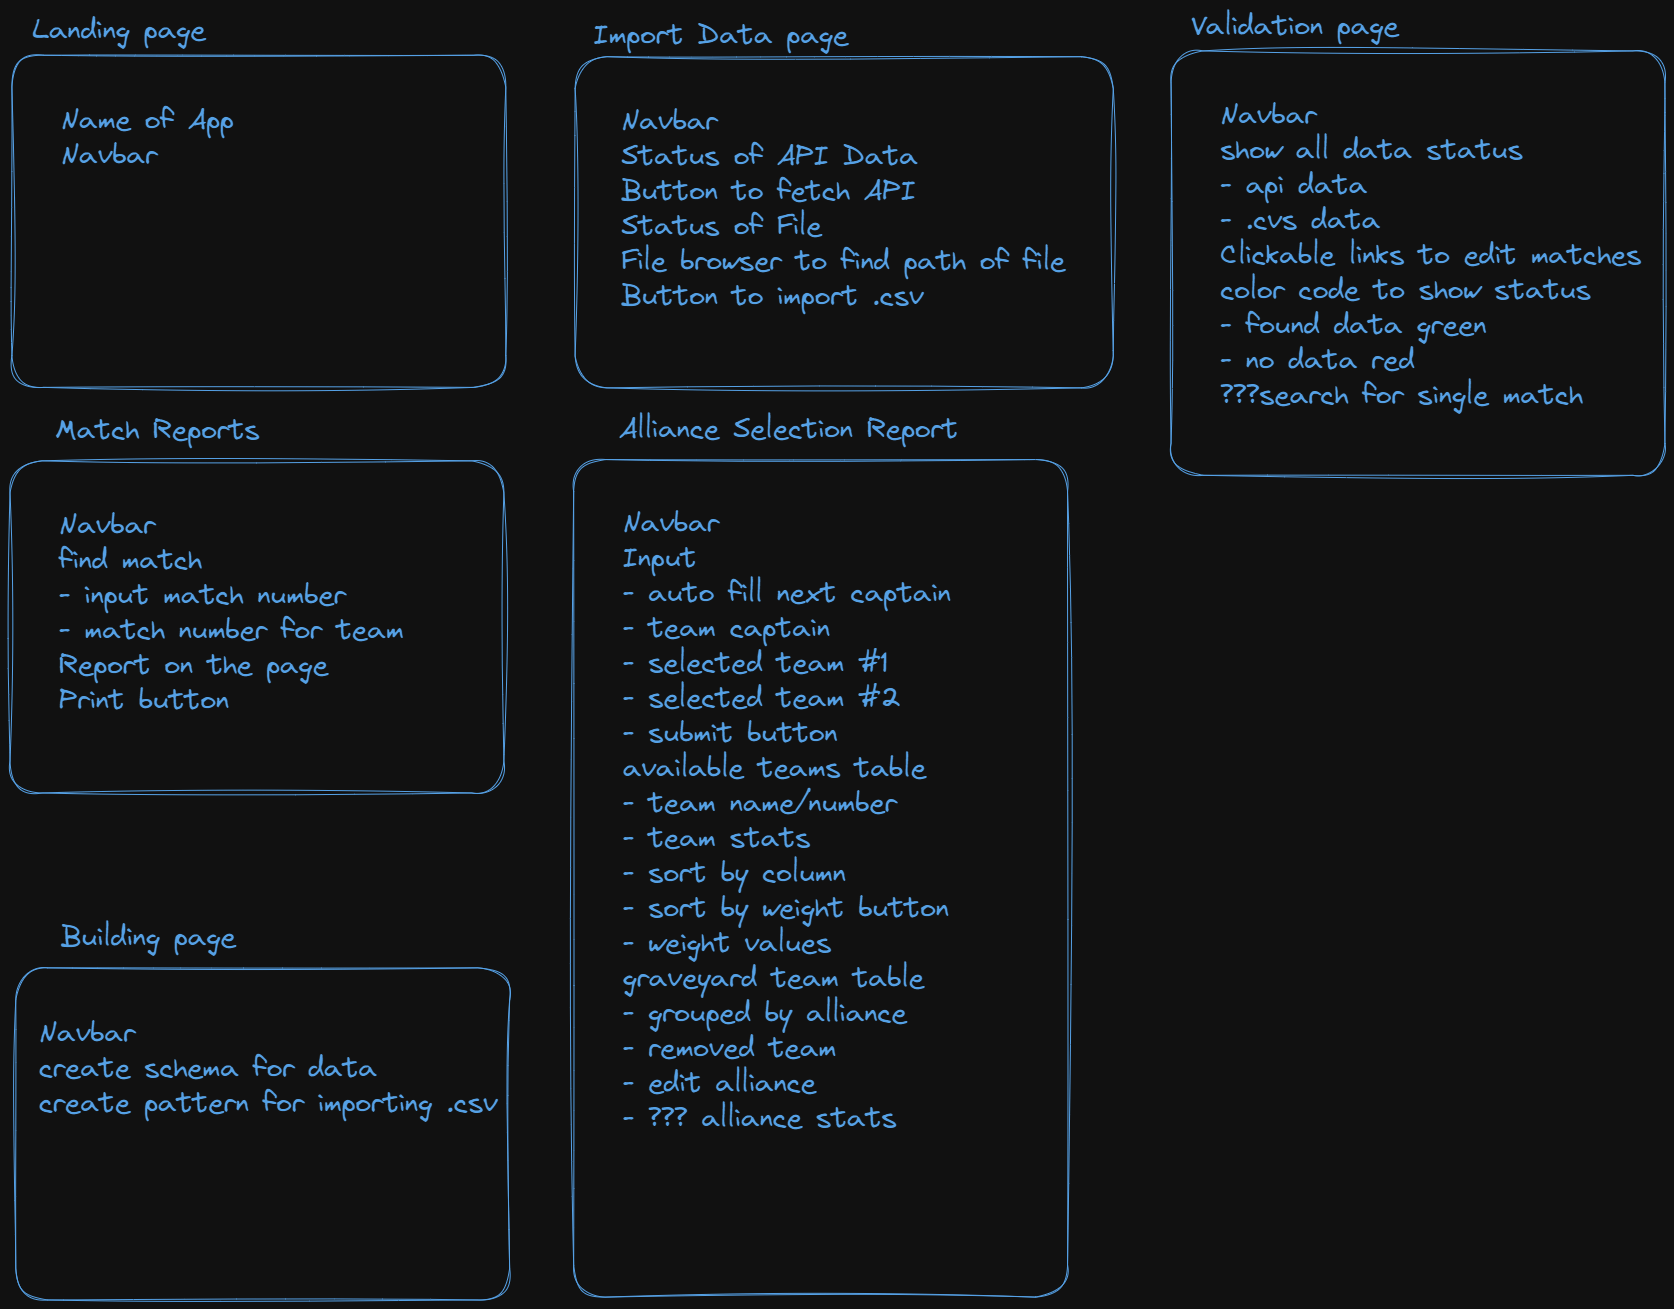 Landing page
Name of App
Navbar
Import Data page
Navbar
Status of API Data
Button to fetch API
Status of File
File browser to find path of file
Button to import .csv
Validation page
Navbar
show all data status
- api data
- .cvs data
Clickable links to edit matches
color code to show status
- found data green
- no data red
???search for single match
Match Reports
Navbar
find match
- input match number
- match number for team
Report on the page
Print button
Alliance Selection Report
Navbar
Input
- auto fill next captain
- team captain
- selected team #1
- selected team #2
- submit button
available teams table
- team name/number
- team stats
- sort by column
- sort by weight button
- weight values
graveyard team table
- grouped by alliance
- removed team
- edit alliance
- ??? alliance stats
Building page
Navbar
create schema for data
create pattern for importing .csv